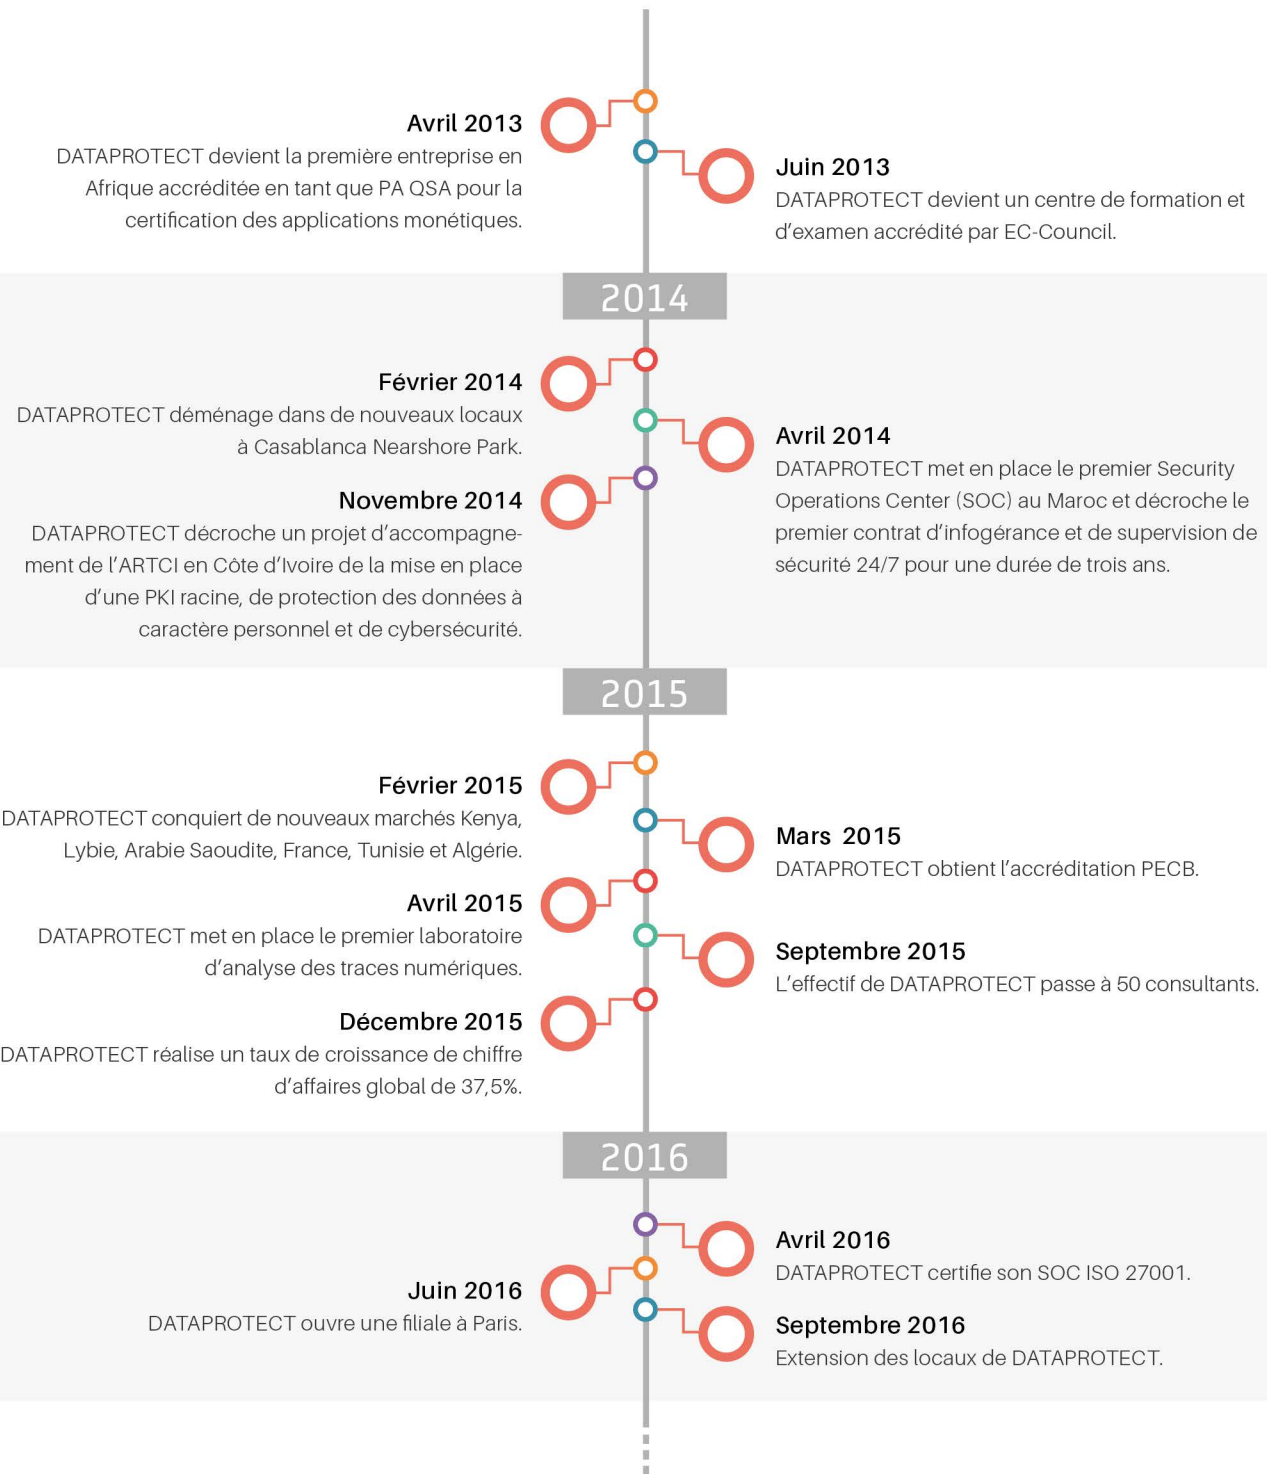 Avril 2013
DATAPROTECT devient la première entreprise en
Afrique accréditée en tant que PA QSA pour la
certification des applications monétiques.
Juin 2013
DATAPROTECT devient un centre de formation et
d’examen accrédité par EC-Council.
2014
Février 2014
DATAPROTECT déménage dans de nouveaux locaux
à Casablanca Nearshore Park.
Avril 2014
DATAPROTECT met en place le premier Security
Operations Center (SOC) au Maroc et décroche le
premier contrat d’infogérance et de supervision de
sécurité 24/7 pour une durée de trois ans.
Novembre 2014
DATAPROTECT décroche un projet d’accompagne-
ment de l’ARTCI en Côte d’Ivoire de la mise en place
d’une PKI racine, de protection des données à
caractère personnel et de cybersécurité.
2015
Février 2015
DATAPROTECT conquiert de nouveaux marchés Kenya,
Lybie, Arabie Saoudite, France, Tunisie et Algérie.
Mars 2015
DATAPROTECT obtient l’accréditation PECB.
Avril 2015
DATAPROTECT met en place le premier laboratoire
d’analyse des traces numériques.
Septembre 2015
L’effectif de DATAPROTECT passe à 50 consultants.
Décembre 2015
DATAPROTECT réalise un taux de croissance de chiffre
d’affaires global de 37,5%.
2016
Avril 2016
DATAPROTECT certifie son SOC ISO 27001.
Juin 2016
DATAPROTECT ouvre une filiale à Paris.
Septembre 2016
Extension des locaux de DATAPROTECT.